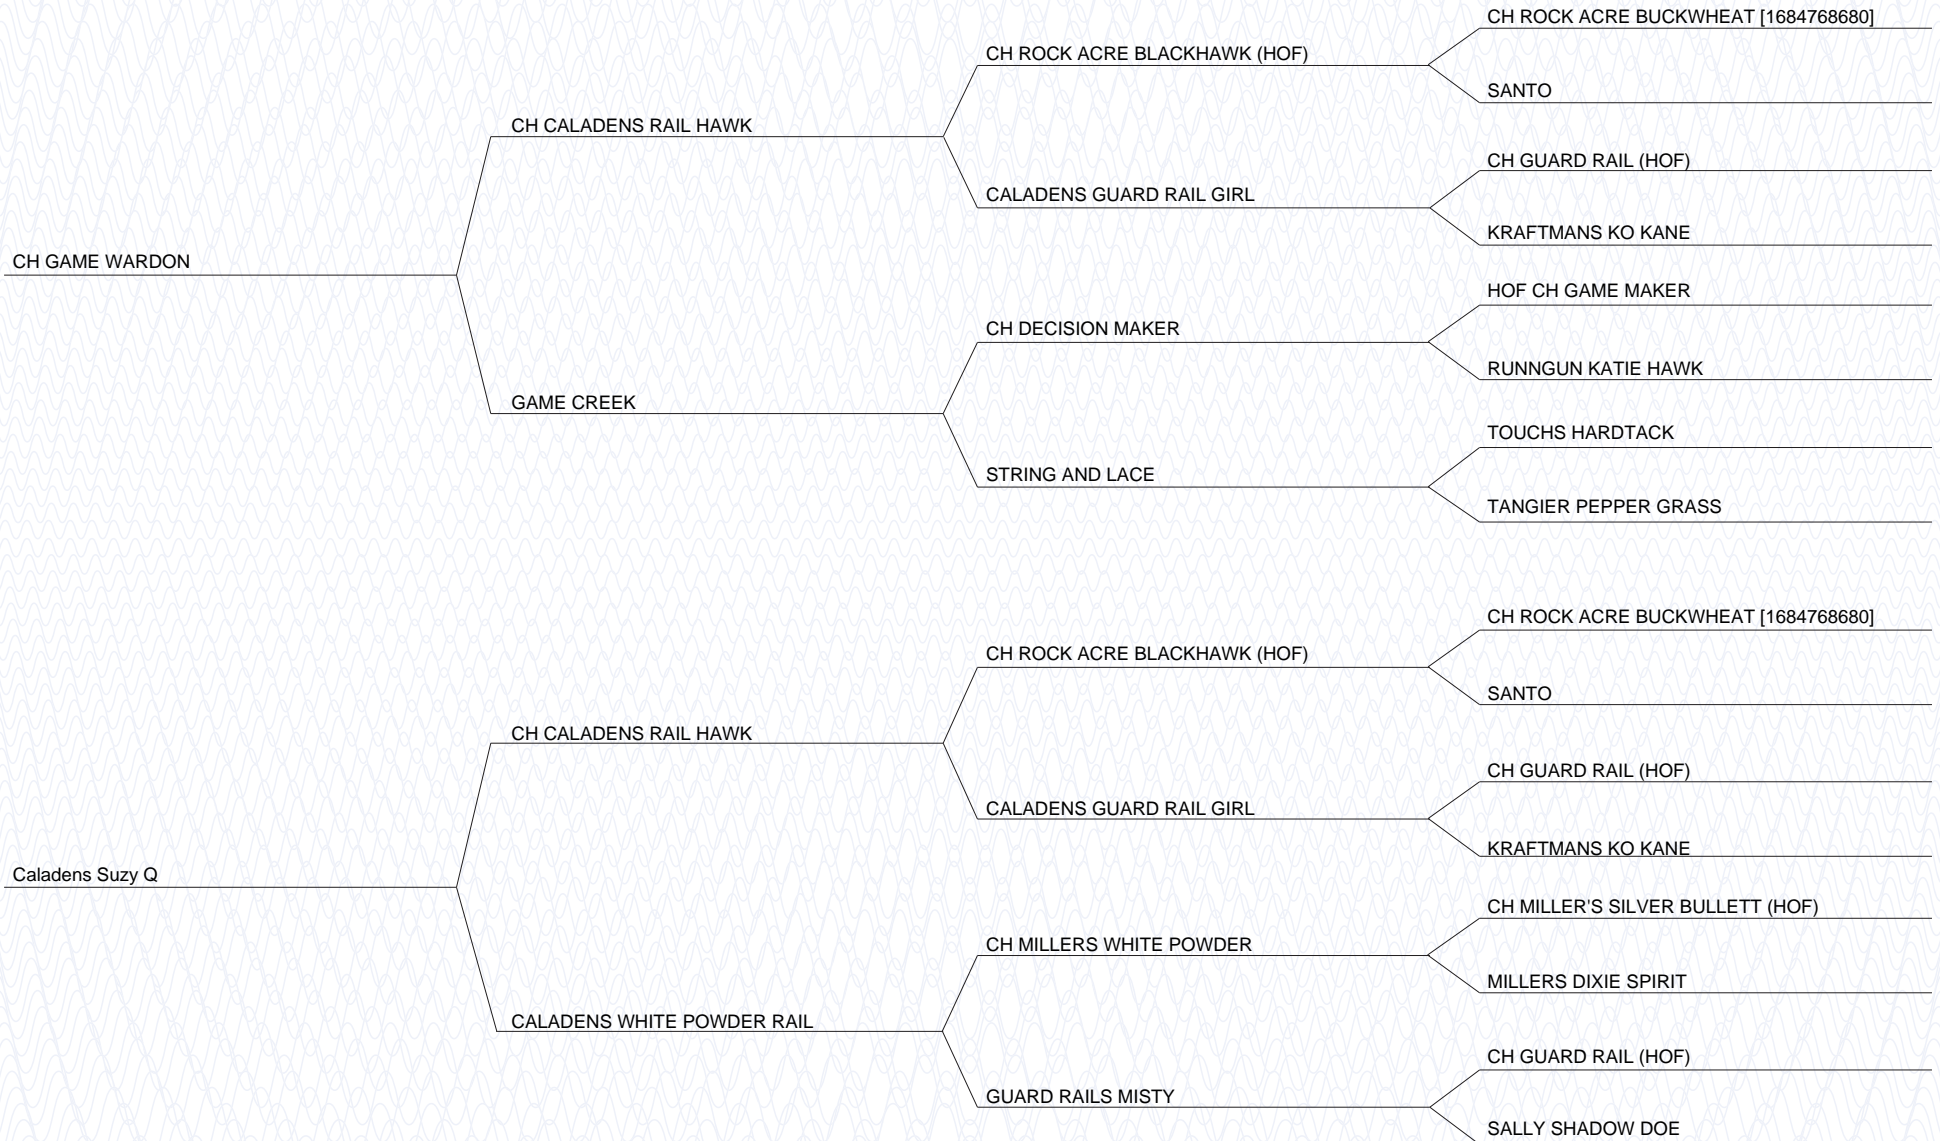 CH ROCK ACRE BUCKWHEAT [1684768680]
CH ROCK ACRE BLACKHAWK (HOF)
SANTO
CH CALADENS RAIL HAWK
CH GUARD RAIL (HOF)
CALADENS GUARD RAIL GIRL
KRAFTMANS KO KANE
CH GAME WARDON
HOF CH GAME MAKER
CH DECISION MAKER
RUNNGUN KATIE HAWK
GAME CREEK
TOUCHS HARDTACK
STRING AND LACE
TANGIER PEPPER GRASS
CH ROCK ACRE BUCKWHEAT [1684768680]
CH ROCK ACRE BLACKHAWK (HOF)
SANTO
CH CALADENS RAIL HAWK
CH GUARD RAIL (HOF)
CALADENS GUARD RAIL GIRL
KRAFTMANS KO KANE
Caladens Suzy Q
CH MILLER'S SILVER BULLETT (HOF)
CH MILLERS WHITE POWDER
MILLERS DIXIE SPIRIT
CALADENS WHITE POWDER RAIL
CH GUARD RAIL (HOF)
GUARD RAILS MISTY
SALLY SHADOW DOE